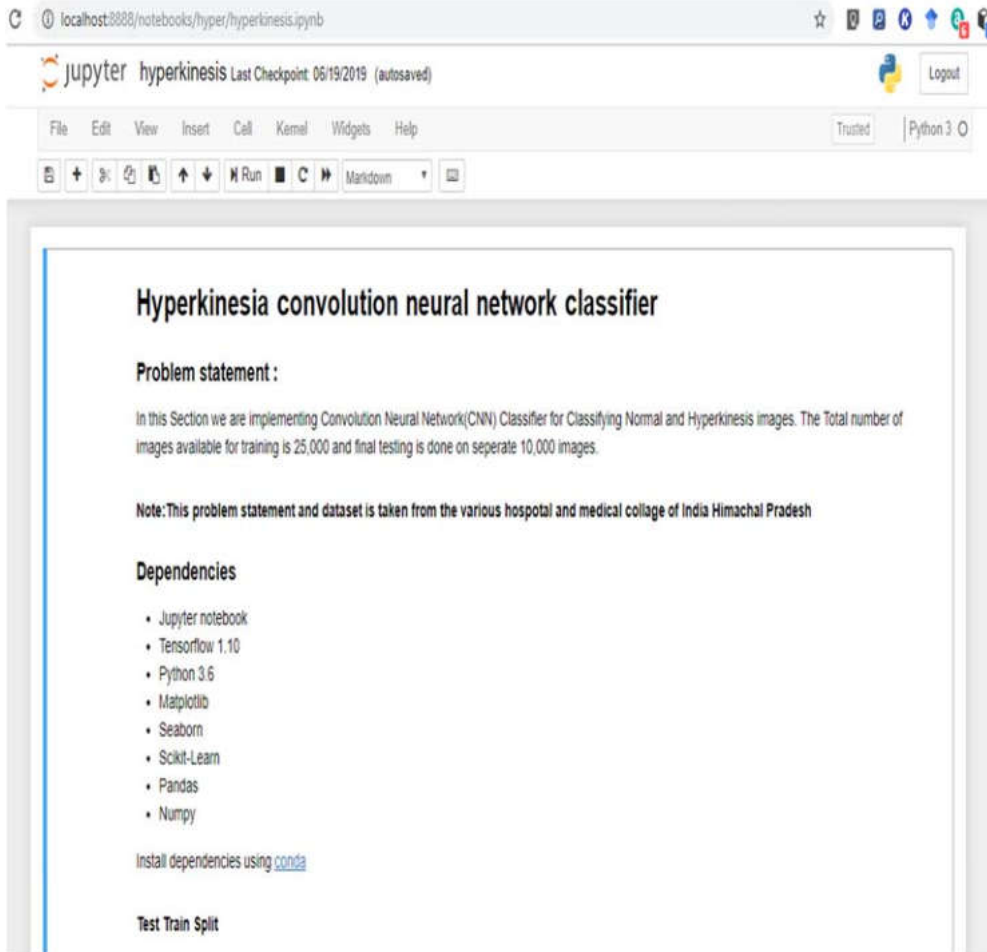 localhost:8888/notebooks/hyper/hyperkinesis.ipynb
jupyter hyperkinesis Last Checkpoint: 06/19/2019 (autosaved)
Logout
File Edit View Insert Cell Kernel Widgets Help
Trusted
Python 3
Run
Markdown
Hyperkinesia convolution neural network classifier
Problem statement :
In this Section we are implementing Convolution Neural Network(CNN) Classifier for Classifying Normal and Hyperkinesis images. The Total number of
images available for training is 25,000 and final testing is done on seperate 10,000 images.
Note:This problem statement and dataset is taken from the various hospotal and medical collage of India Himachal Pradesh
Dependencies
• Jupyter notebook
• Tensorflow 1.10
• Python 3.6
• Matplotlib
• Seaborn
• Scikit-Learn
• Pandas
• Numpy
Install dependencies using conda
Test Train Split